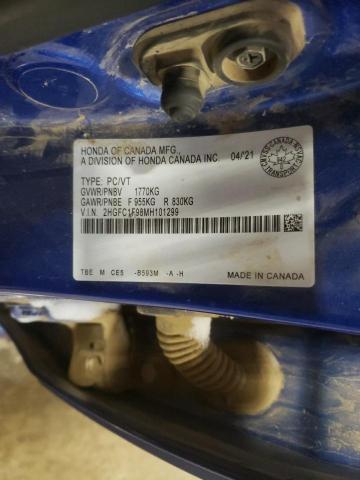 HONDA OF CANADA MFG.,
A DIVISION OF HONDA CANADA INC. 04/'21
TYPE: PC/VT
GVWR/PNBV 1770KG
GAWR/PNBE F 955KG R 830KG
V.I.N. 2HGFC1F98MH101299
TBE M CES -B593M -A -H
MADE IN CANADA